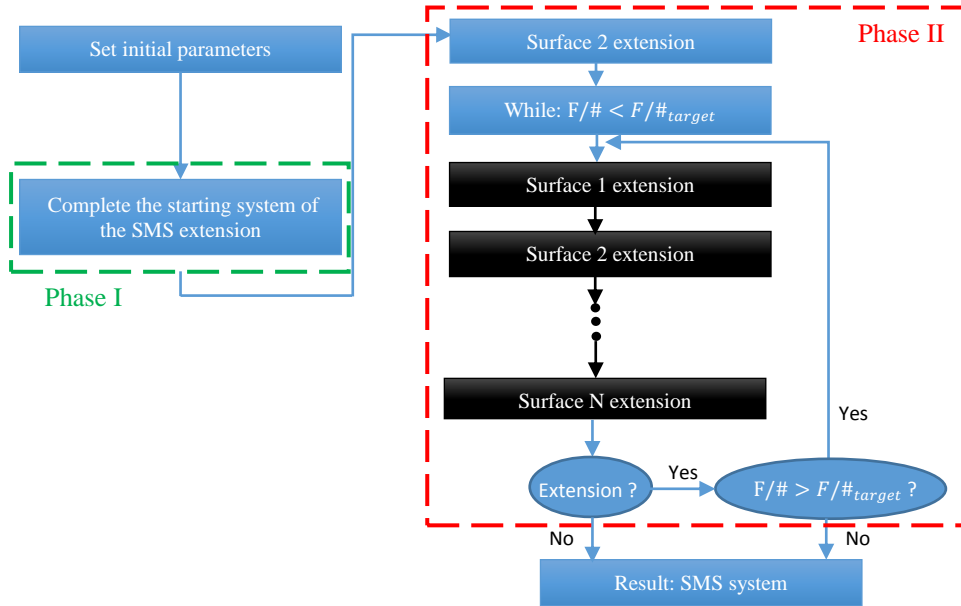 Set initial parameters
Complete the starting system of
the SMS extension
Phase I
Phase II
Surface 2 extension
While: F/# < F/#target
Surface 1 extension
Surface 2 extension
Surface N extension
Extension ?
Yes
F/# > F/#target ?
Yes
No
No
Result: SMS system